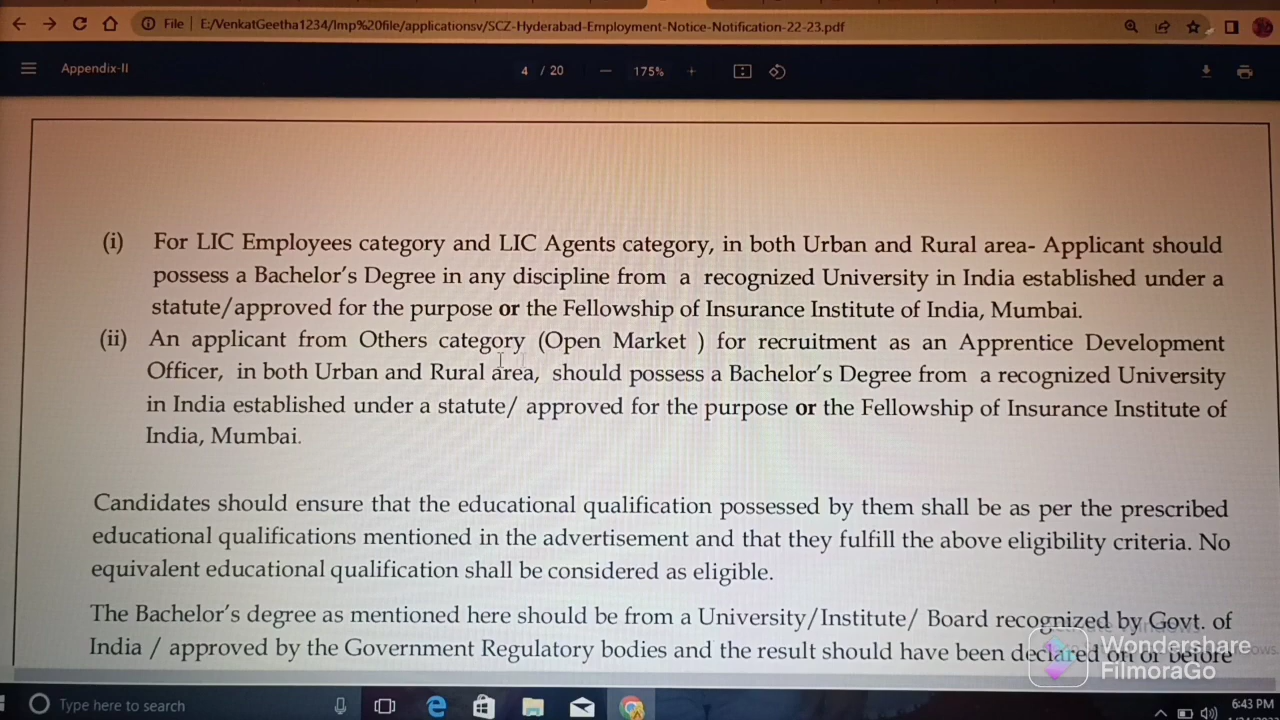 File | E:/VenkatGeetha1234/Imp%20file/applicationsv/SCZ-Hyderabad-Employment-Notice-Notification-22-23.pdf
Appendix-II 4 / 20 — 175% +
(i) For LIC Employees category and LIC Agents category, in both Urban and Rural area- Applicant should
possess a Bachelor's Degree in any discipline from a recognized University in India established under a
statute/approved for the purpose or the Fellowship of Insurance Institute of India, Mumbai.
(ii) An applicant from Others category (Open Market ) for recruitment as an Apprentice Development
Officer, in both Urban and Rural area, should possess a Bachelor's Degree from a recognized University
in India established under a statute/ approved for the purpose or the Fellowship of Insurance Institute of
India, Mumbai.
Candidates should ensure that the educational qualification possessed by them shall be as per the prescribed
educational qualifications mentioned in the advertisement and that they fulfill the above eligibility criteria. No
equivalent educational qualification shall be considered as eligible.
The Bachelor's degree as mentioned here should be from a University/Institute/ Board recognized by Govt. of
India / approved by the Government Regulatory bodies and the result should have been declared on or before
Wondershare
FilmoraGo
Type here to search
6:43 PM